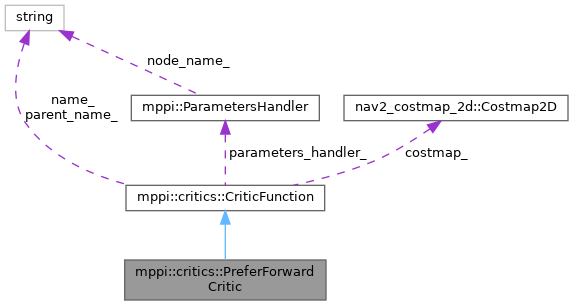 string
node_name_
name_
parent_name_
mppi::ParametersHandler
nav2_costmap_2d::Costmap2D
parameters_handler_
costmap_
mppi::critics::CriticFunction
mppi::critics::PreferForward
Critic